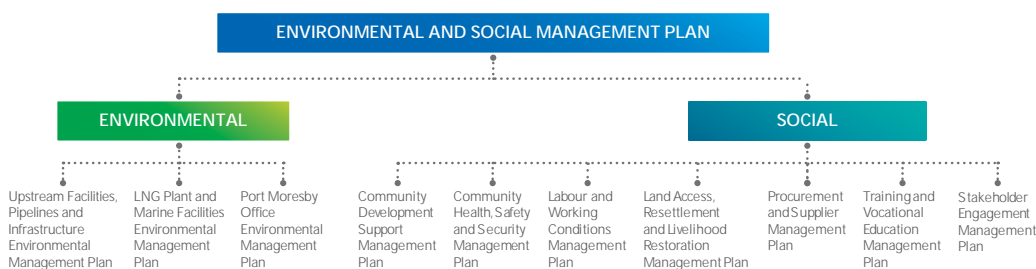 ENVIRONMENTAL AND SOCIAL MANAGEMENT PLAN
ENVIRONMENTAL
SOCIAL
Upstream Facilities,
Pipelines and
Infrastructure
Environmental
Management Plan
LNG Plant and
Marine Facilities
Environmental
Management
Plan
Port Moresby
Office
Environmental
Management
Plan
Community
Development
Support
Management
Plan
Community
Health, Safety
and Security
Management
Plan
Labour and
Working
Conditions
Management
Plan
Land Access,
Resettlement
and Livelihood
Restoration
Management Plan
Procurement
and Supplier
Management
Plan
Training and
Vocational
Education
Management
Plan
Stakeholder
Engagement
Management
Plan